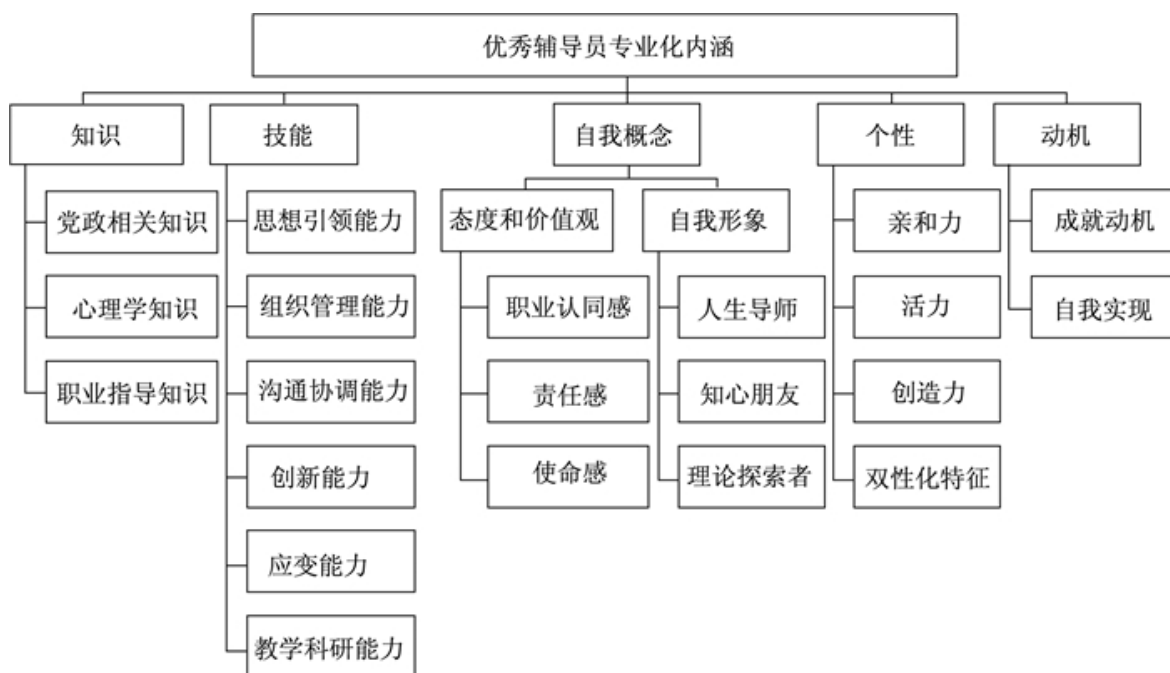 优秀辅导员专业化内涵
知识
技能
自我概念
个性
动机
党政相关知识
心理学知识
职业指导知识
思想引领能力
组织管理能力
沟通协调能力
创新能力
应变能力
教学科研能力
态度和价值观
自我形象
职业认同感
责任感
使命感
人生导师
知心朋友
理论探索者
亲和力
活力
创造力
双性化特征
成就动机
自我实现